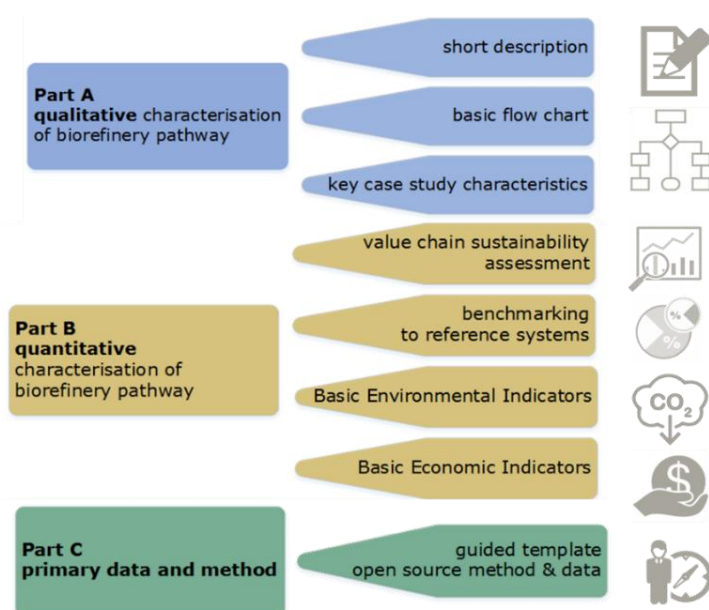 Part A
qualitative characterisation
of biorefinery pathway
short description
basic flow chart
key case study characteristics
Part B
quantitative
characterisation of
biorefinery pathway
value chain sustainability
assessment
benchmarking
to reference systems
%
%
Basic Environmental Indicators
CO2
Basic Economic Indicators
$
Part C
primary data and method
guided template
open source method & data